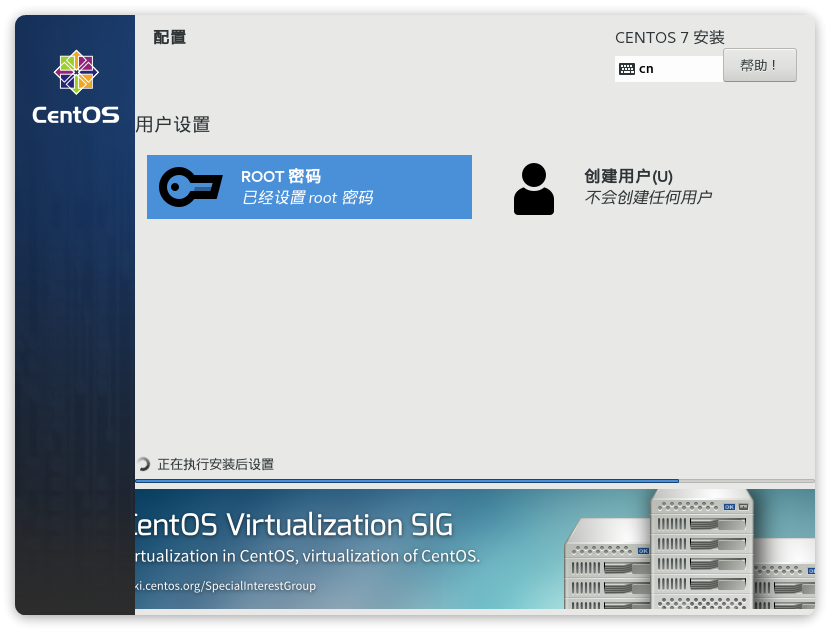 配置
CENTOS 7 安装
cn
帮助！
CentOS
用户设置
ROOT 密码
已经设置 root 密码
创建用户(U)
不会创建任何用户
正在执行安装后设置
CentOS Virtualization SIG
rtualization in CentOS, virtualization of CentOS.
ki.centos.org/SpecialInterestGroup
OK
OK
OK